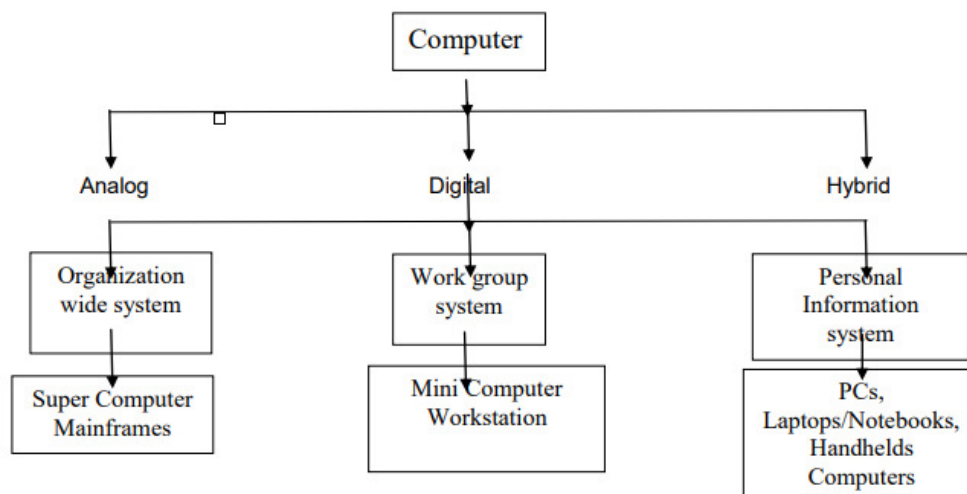 Computer
Analog
Digital
Hybrid
Organization
wide system
Work group
system
Personal
Information
system
Super Computer
Mainframes
Mini Computer
Workstation
PCs,
Laptops/Notebooks,
Handhelds
Computers